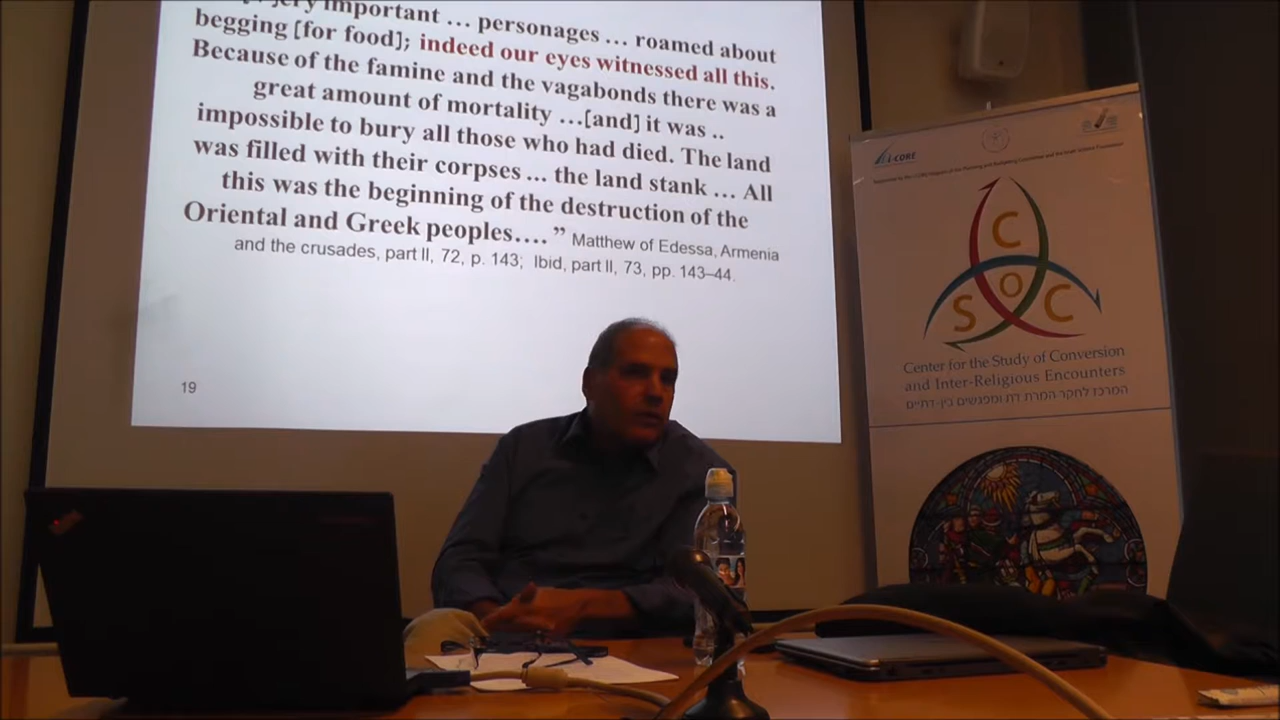 important … personages … roamed about
begging [for food]; indeed our eyes witnessed all this.
Because of the famine and the vagabonds there was a
great amount of mortality …[and] it was ..
impossible to bury all those who had died. The land
was filled with their corpses … the land stank … All
this was the beginning of the destruction of the
Oriental and Greek peoples.…” Matthew of Edessa, Armenia
and the crusades, part II, 72, p. 143; Ibid, part II, 73, pp. 143–44.
19
I-CORE
C
S O C
Center for the Study of Conversion
and Inter-Religious Encounters
המרכז לחקר המרת דת ומפגשים בין-דתיים